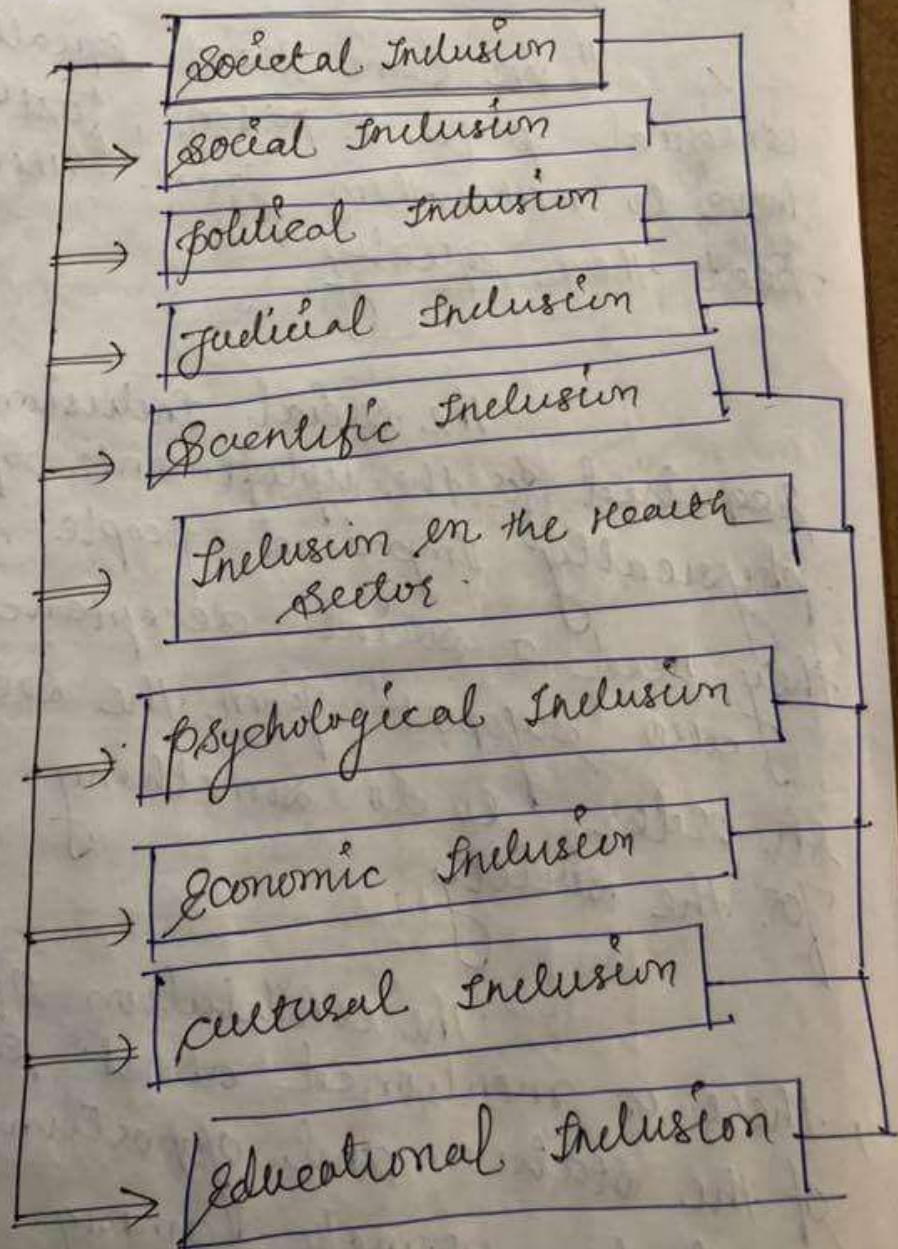 Societal Inclusion
Social Inclusion
political Inclusion
Judicial Inclusion
Scientific Inclusion
Inclusion in the Health
Sector.
psychological Inclusion
Economic Inclusion
cultural Inclusion
Educational Inclusion